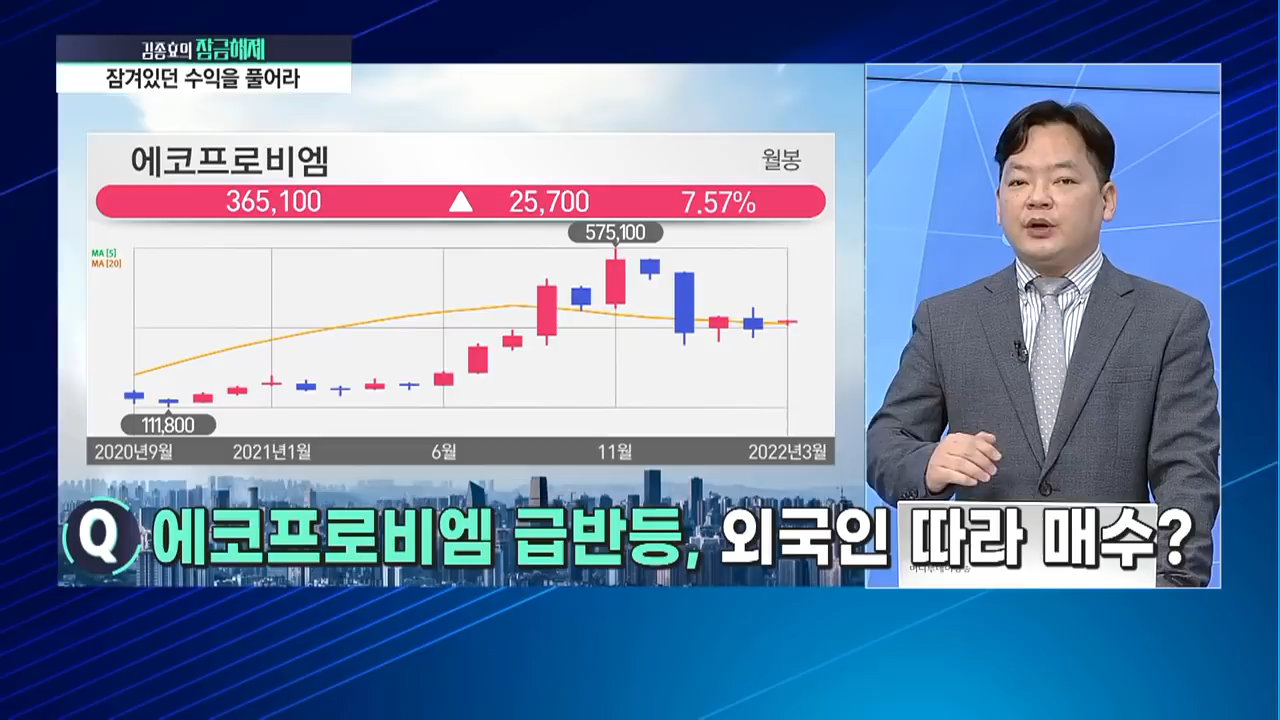 김종효의 잠금해제
잠겨있던 수익을 풀어라
에코프로비엠
월봉
365,100 ▲ 25,700 7.57%
575,100
MA [5]
MA [20]
111,800
2020년9월 2021년1월 6월 11월 2022년3월
Q 에코프로비엠 급반등, 외국인 따라 매수?